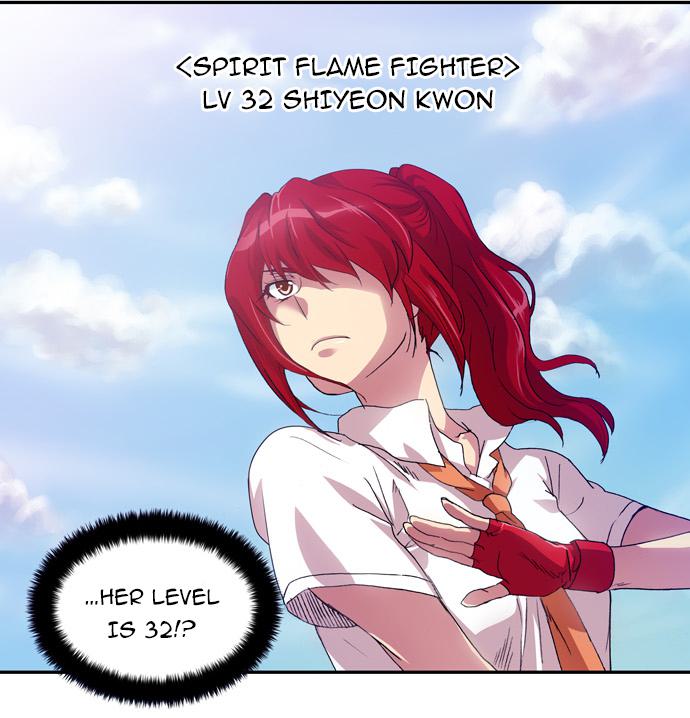 <SPIRIT FLAME FIGHTER>
LV 32 SHIYEON KWON
...HER LEVEL
IS 32!?